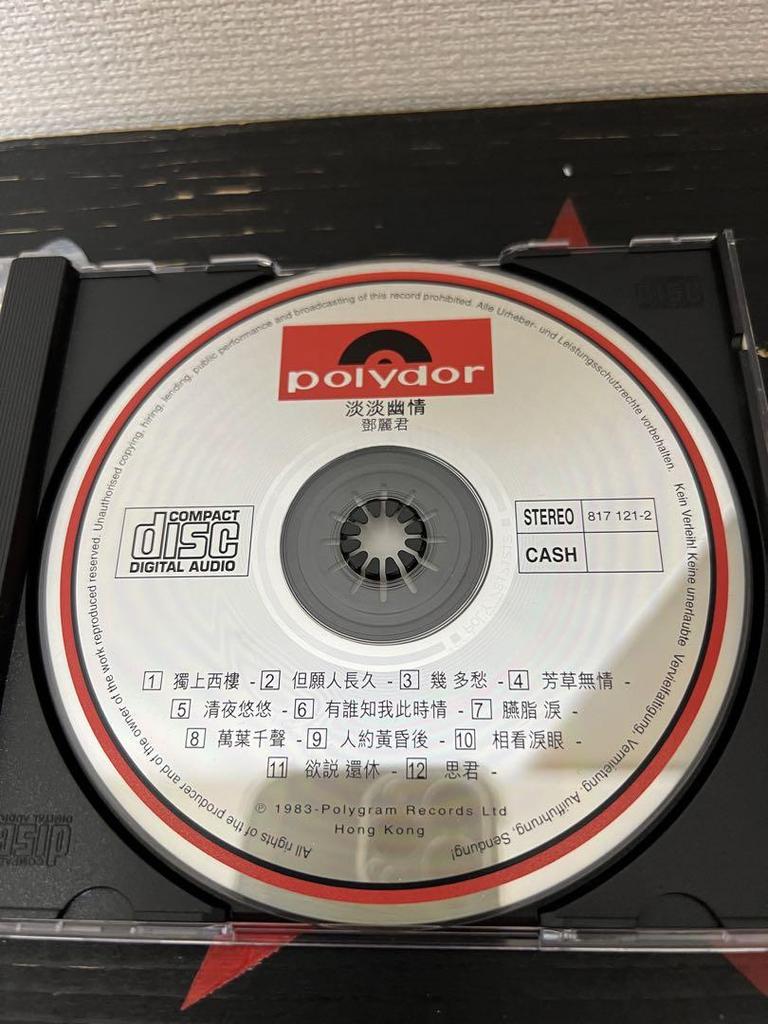 All rights of the producer and of the owner of the work reproduced reserved. Unauthorised copying, hiring, lending, public performance and broadcasting of this record prohibited. Alle Urheber- und Leistungsschutzrechte vorbehalten. Kein Verleih! Keine unerlaubte Vervielfältigung, Vermietung, Aufführung, Sendung!
polydor
淡淡幽情
鄧麗君
COMPACT
disc
DIGITAL AUDIO
STEREO 817 121-2
CASH
1 獨上西樓 - 2 但願人長久 - 3 幾多愁 - 4 芳草無情 -
5 清夜悠悠 - 6 有誰知我此時情 - 7 臙脂淚 -
8 萬葉千聲 - 9 人約黃昏後 - 10 相看淚眼 -
11 欲説還休 - 12 思君 -
℗ 1983-Polygram Records Ltd
Hong Kong
disc
COMPACT
disc
DIGITAL AUDIO